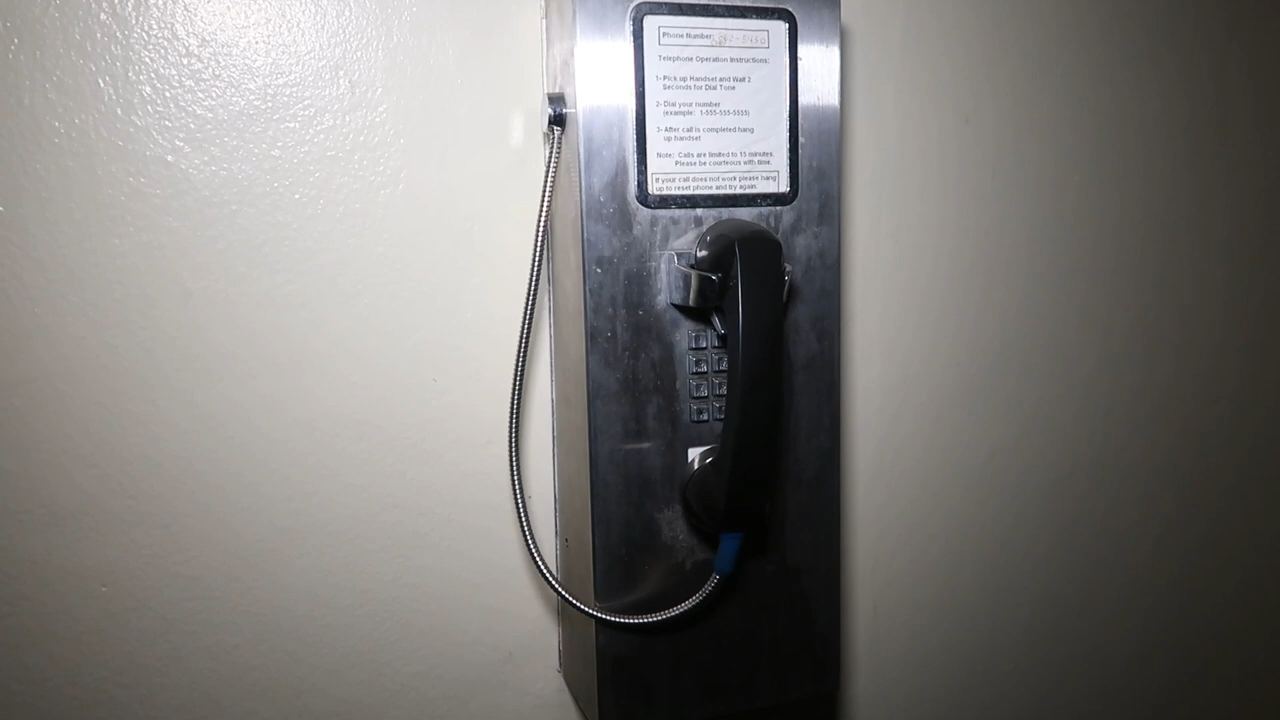 Phone Number:
Telephone Operation Instructions:
1- Pick up Handset and Wait 2
Seconds for Dial Tone
2- Dial your number
(example: 1-555-555-5555)
3- After call is completed hang
up handset
Note: Calls are limited to 15 minutes.
Please be courteous with time.
If your call does not work please hang
up to reset phone and try again.